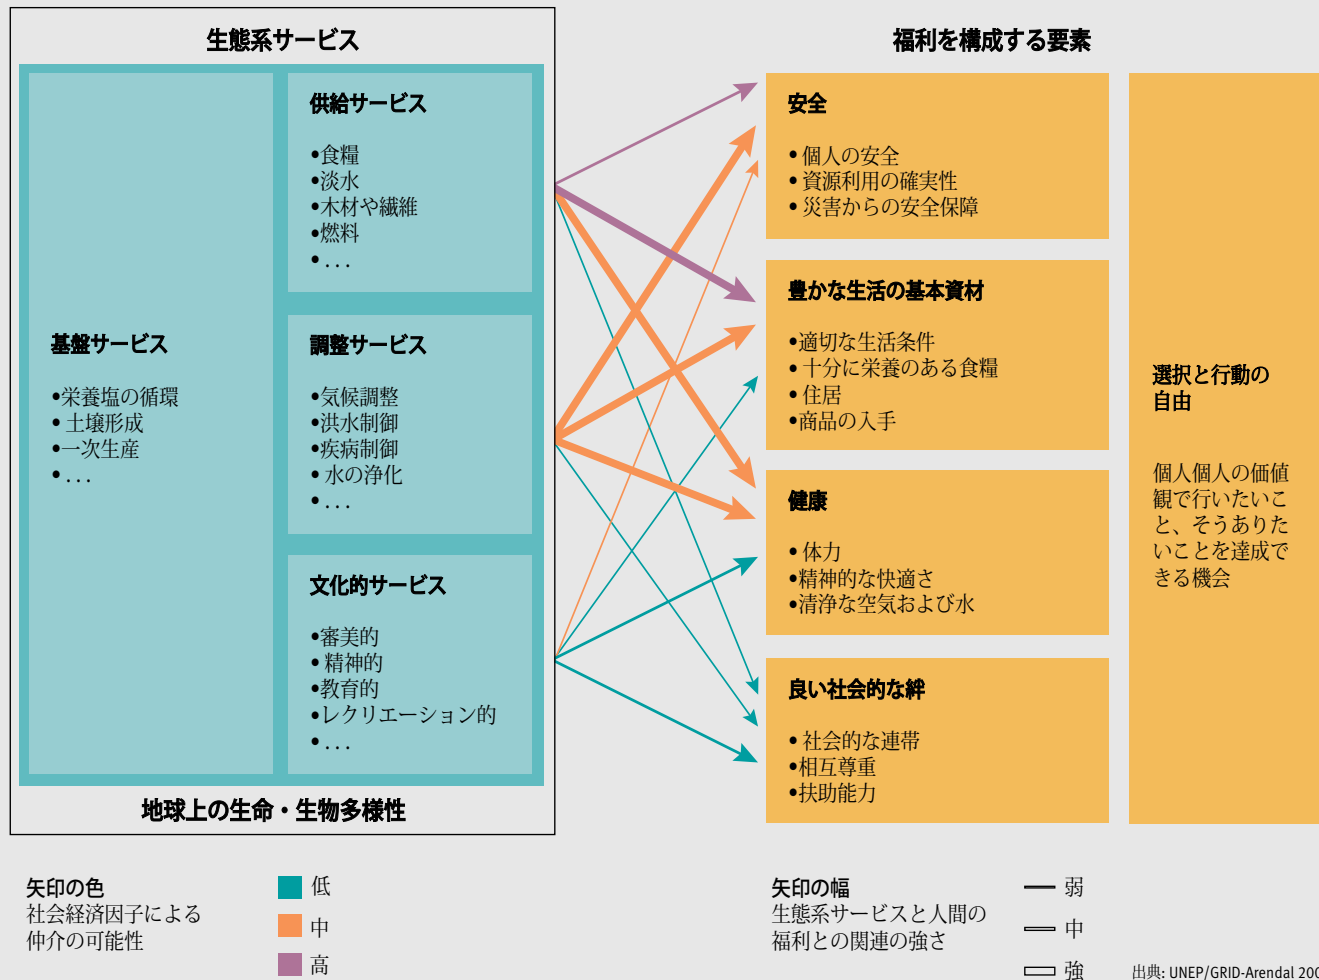 生態系サービス
基盤サービス
•栄養塩の循環
• 土壌形成
•一次生産
•...
供給サービス
•食糧
•淡水
•木材や繊維
•燃料
•...
調整サービス
•気候調整
•洪水制御
•疾病制御
• 水の浄化
•...
文化的サービス
•審美的
• 精神的
•教育的
•レクリエーション的
•...
地球上の生命・生物多様性
福利を構成する要素
安全
• 個人の安全
• 資源利用の確実性
• 災害からの安全保障
豊かな生活の基本資材
•適切な生活条件
• 十分に栄養のある食糧
• 住居
•商品の入手
健康
• 体力
•精神的な快適さ
•清浄な空気および水
良い社会的な絆
• 社会的な連帯
•相互尊重
•扶助能力
選択と行動の
自由
個人個人の価値
観で行いたいこ
と、そうありた
いことを達成で
きる機会
矢印の色
社会経済因子による
仲介の可能性
低
中
高
矢印の幅
生態系サービスと人間の
福利との関連の強さ
弱
中
強
出典: UNEP/GRID-Arendal